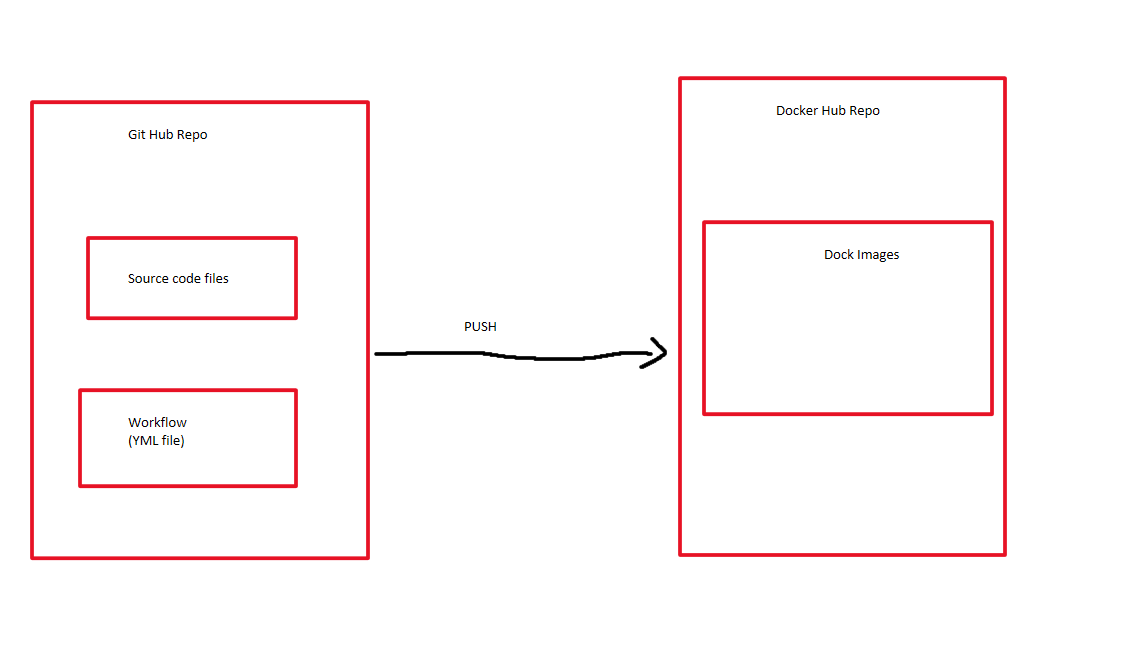 Git Hub Repo
Source code files
Workflow
(YML file)
PUSH
Docker Hub Repo
Dock Images